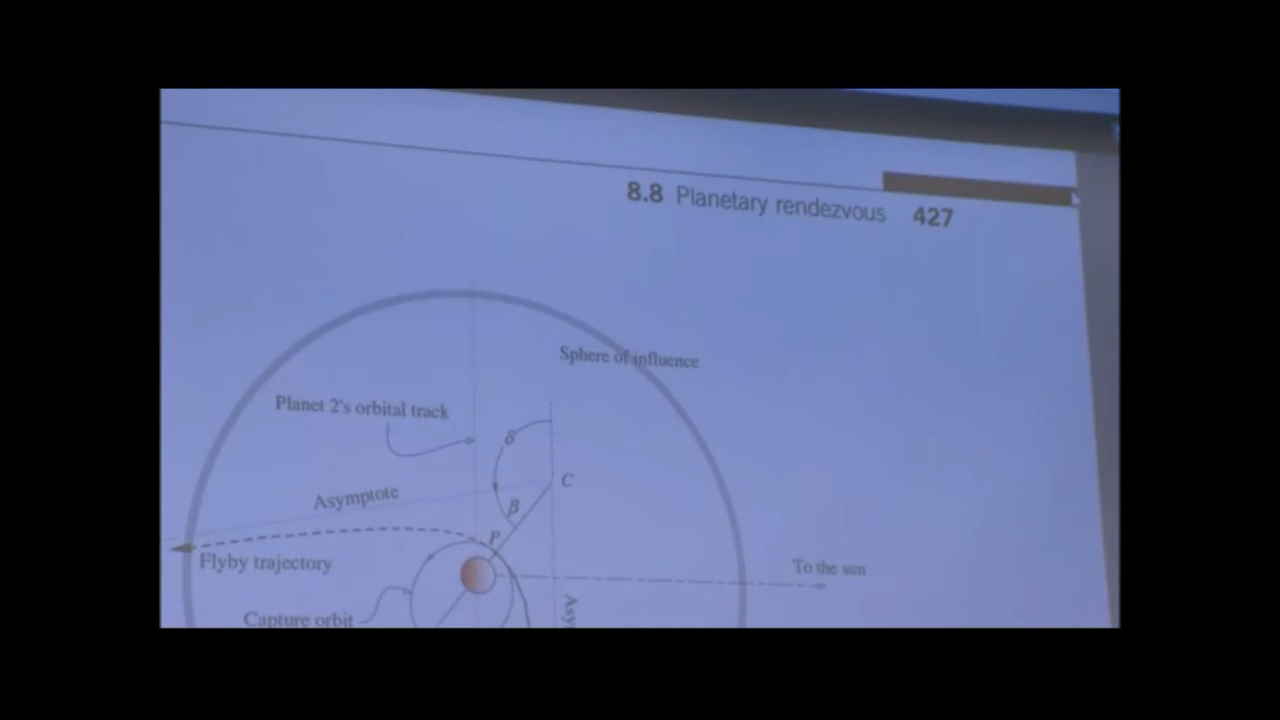 8.8 Planetary rendezvous 427
Sphere of influence
Planet 2's orbital track
δ
C
Asymptote
β
P
Flyby trajectory
To the sun
Capture orbit
Asy